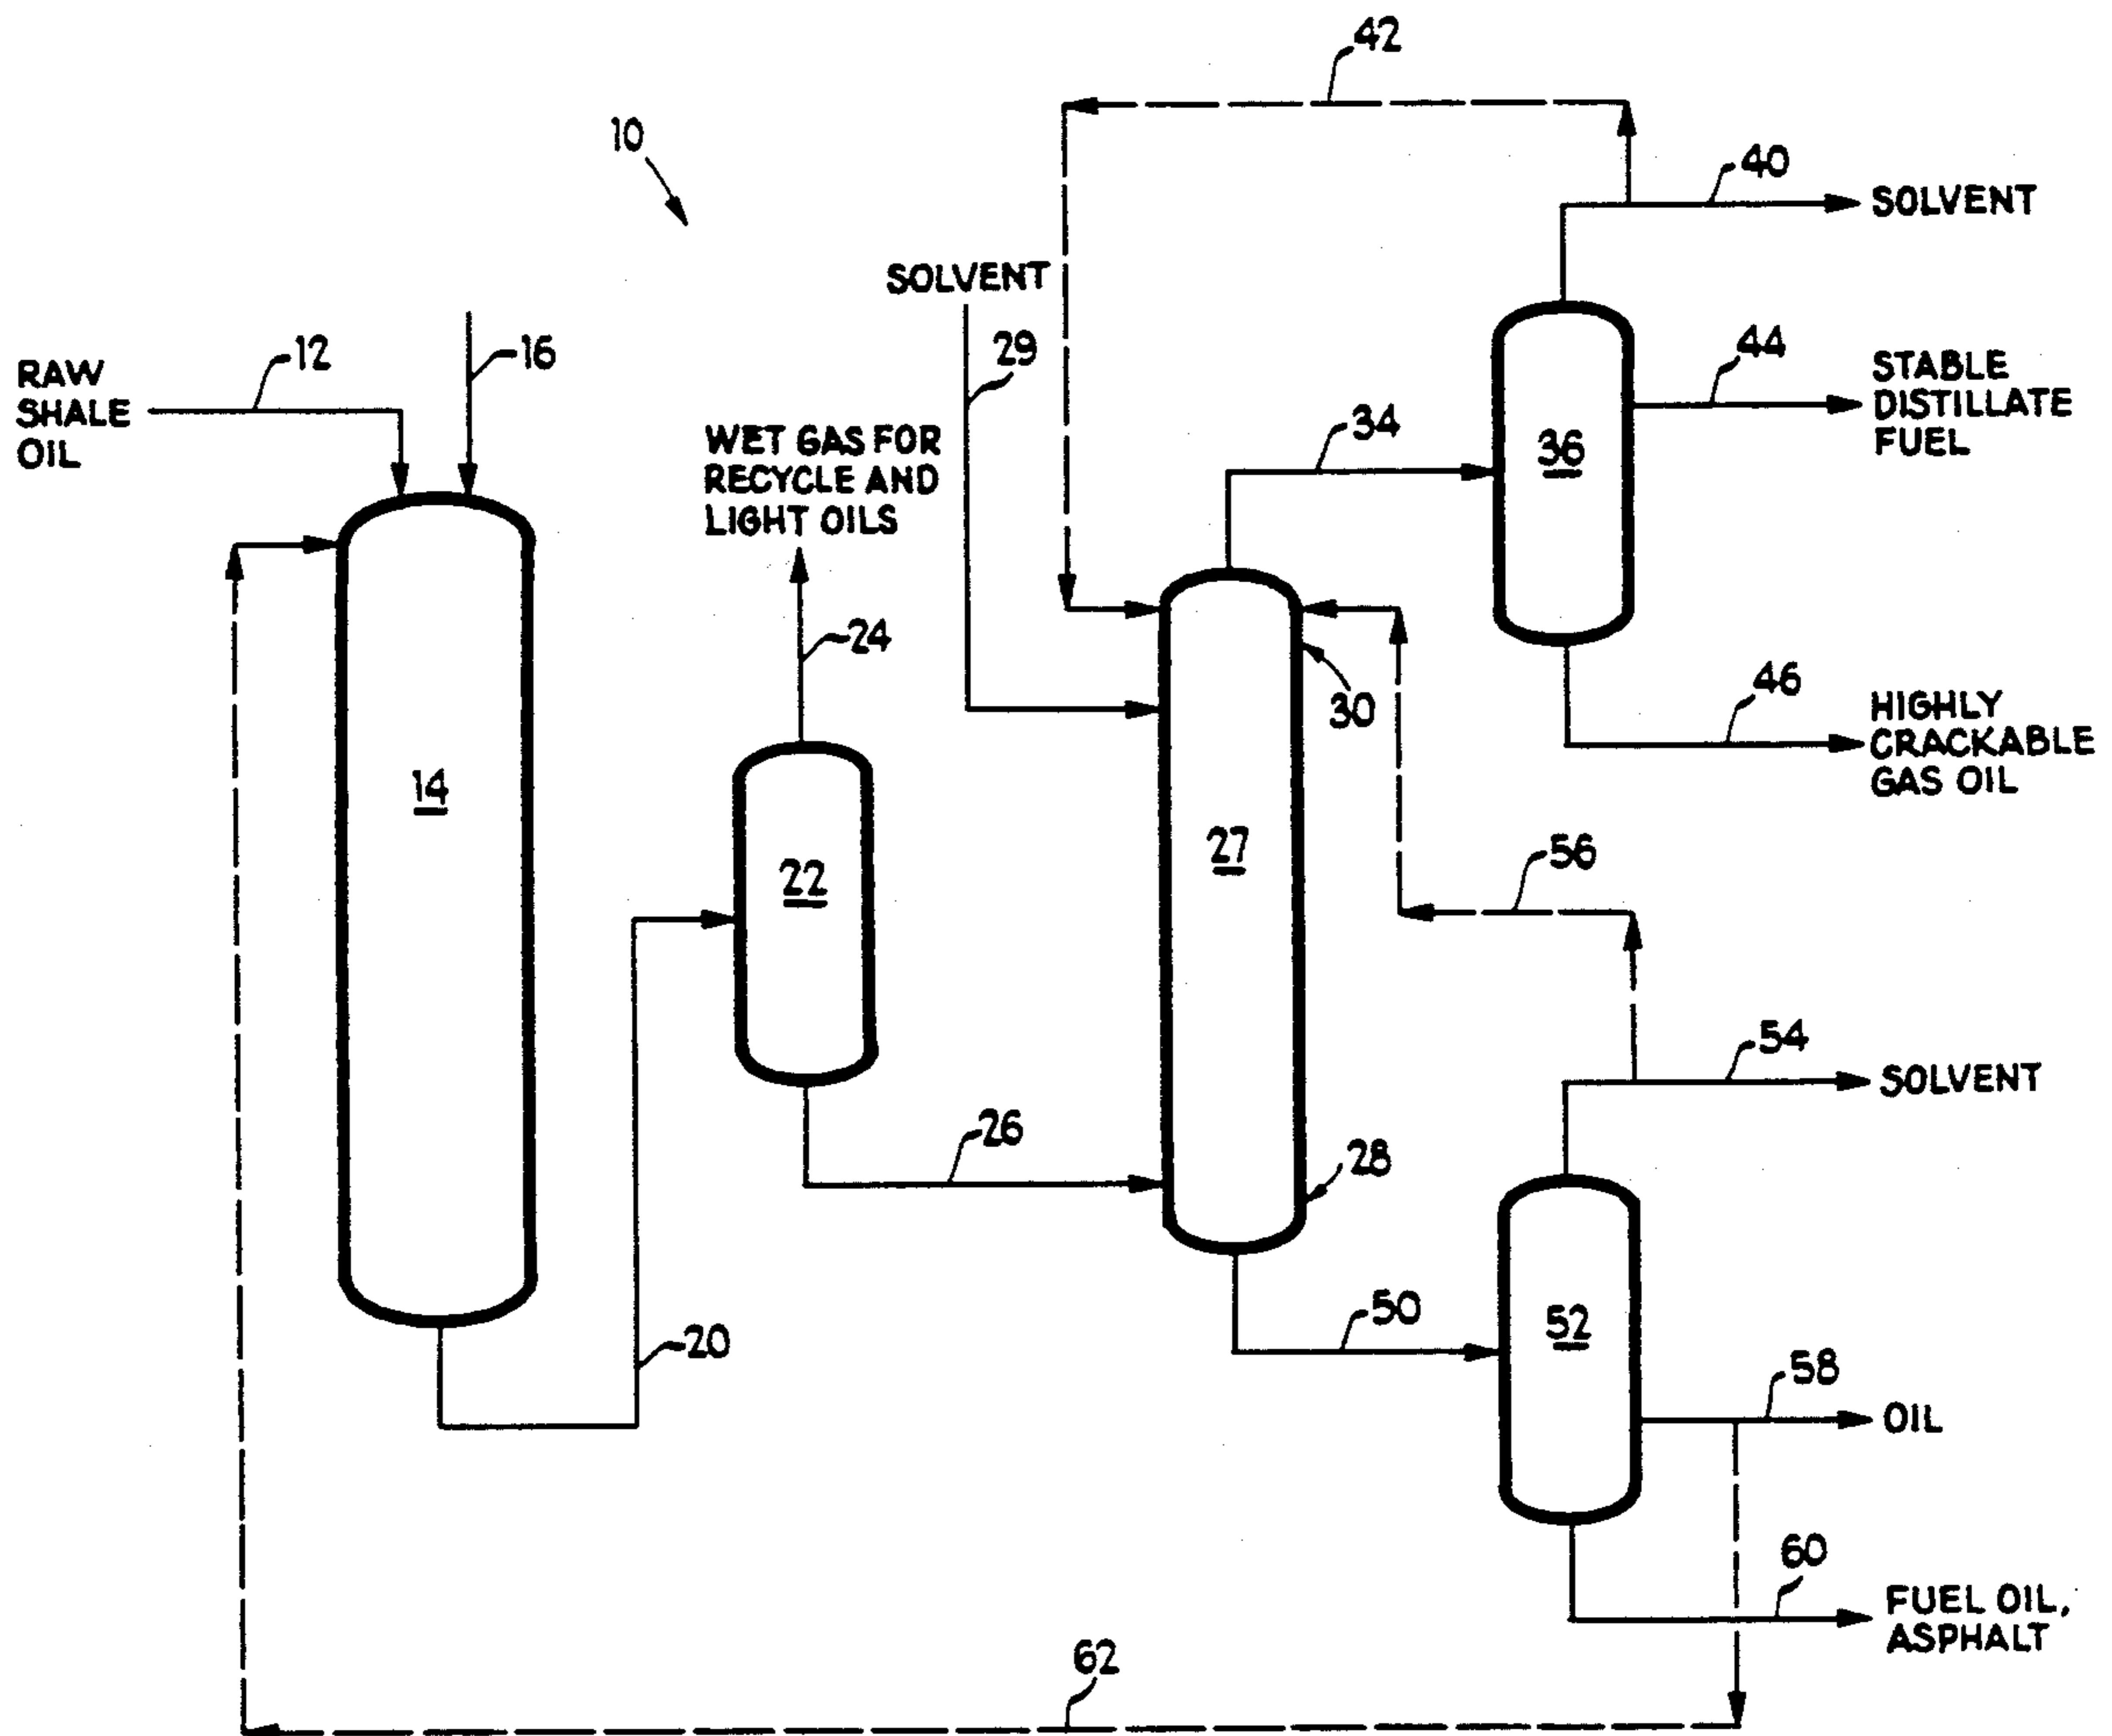 42
10
40
SOLVENT
SOLVENT
12
16
29
44
RAW
SHALE
OIL
STABLE
DISTILLATE
FUEL
WET GAS FOR
RECYCLE AND
LIGHT OILS
34
36
24
30
46
HIGHLY
CRACKABLE
GAS OIL
14
22
27
56
54
SOLVENT
26
28
20
50
52
58
OIL
60
FUEL OIL,
ASPHALT
62